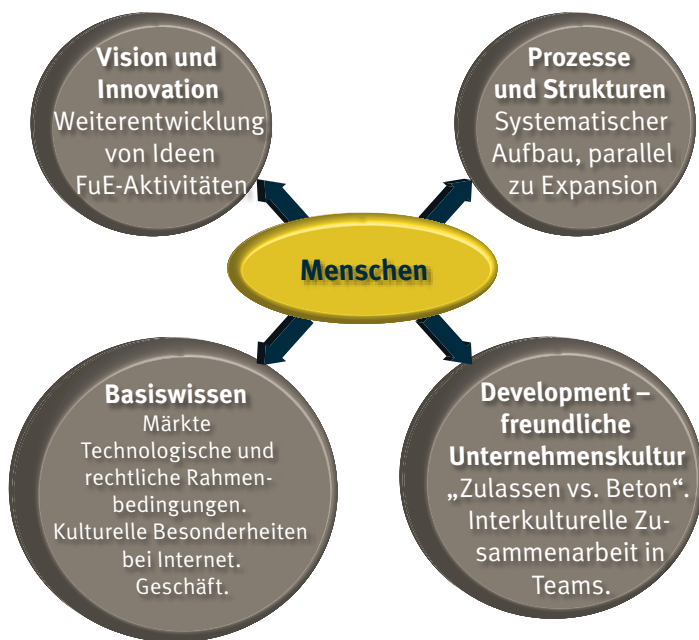 Vision und
Innovation
Weiterentwicklung
von Ideen
FuE-Aktivitäten
Prozesse
und Strukturen
Systematischer
Aufbau, parallel
zu Expansion
Menschen
Basiswissen
Märkte
Technologische und
rechtliche Rahmen-
bedingungen.
Kulturelle Besonderheiten
bei Internet.
Geschäft.
Development –
freundliche
Unternehmenskultur
„Zulassen vs. Beton“.
Interkulturelle Zu-
sammenarbeit in
Teams.